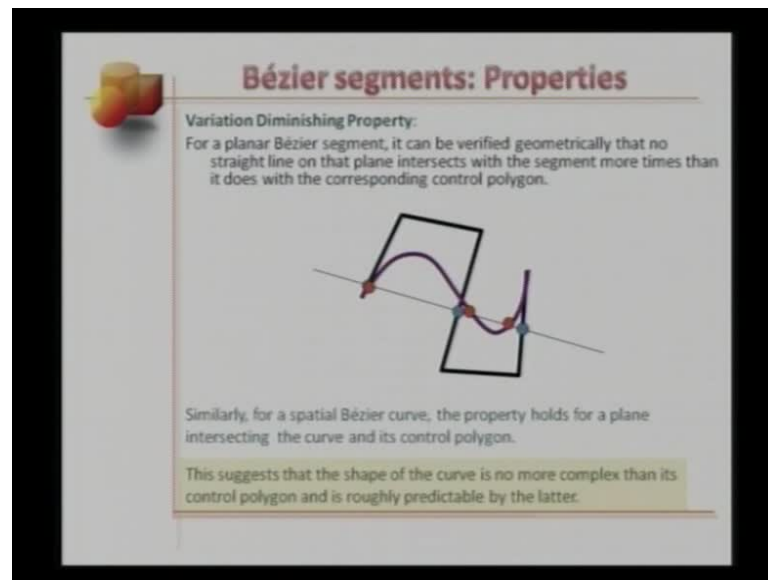 Bézier segments: Properties
Variation Diminishing Property:
For a planar Bézier segment, it can be verified geometrically that no
straight line on that plane intersects with the segment more times than
it does with the corresponding control polygon.
Similarly, for a spatial Bézier curve, the property holds for a plane
intersecting the curve and its control polygon.
This suggests that the shape of the curve is no more complex than its
control polygon and is roughly predictable by the latter.